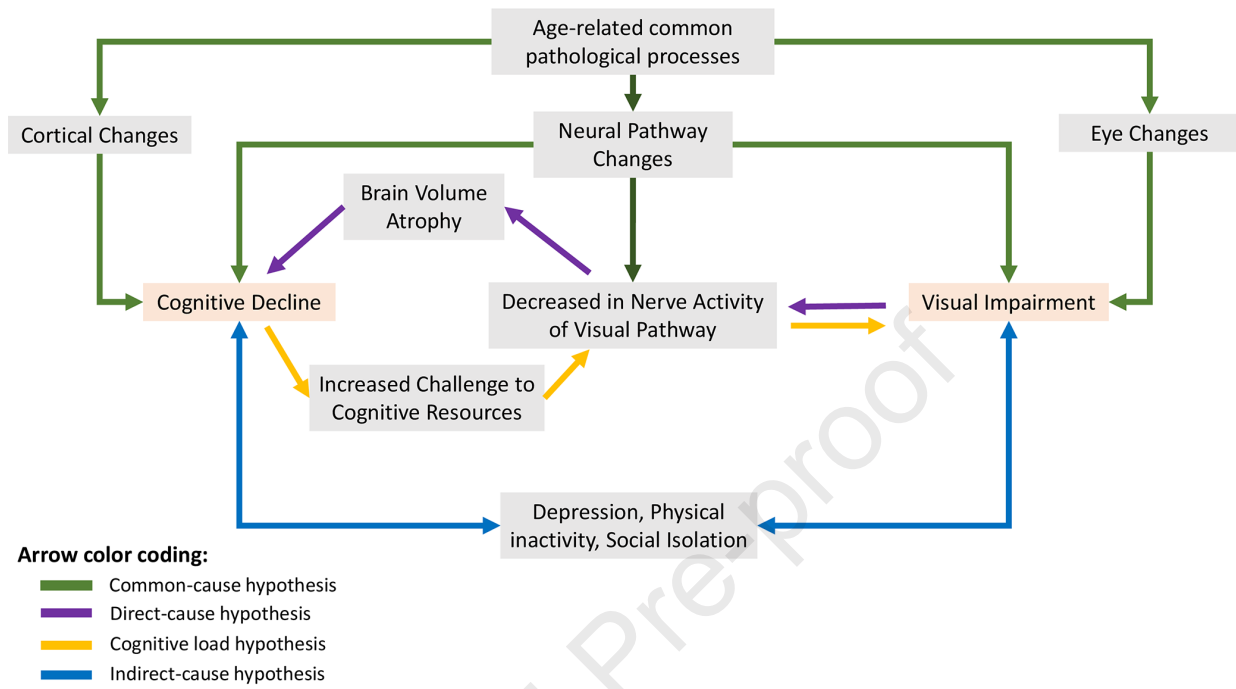 Age-related common
pathological processes
Cortical Changes
Neural Pathway
Changes
Eye Changes
Brain Volume
Atrophy
Cognitive Decline
Decreased in Nerve Activity
of Visual Pathway
Visual Impairment
Increased Challenge to
Cognitive Resources
Depression, Physical
inactivity, Social Isolation
Arrow color coding:
Common-cause hypothesis
Direct-cause hypothesis
Cognitive load hypothesis
Indirect-cause hypothesis
Pre-proof